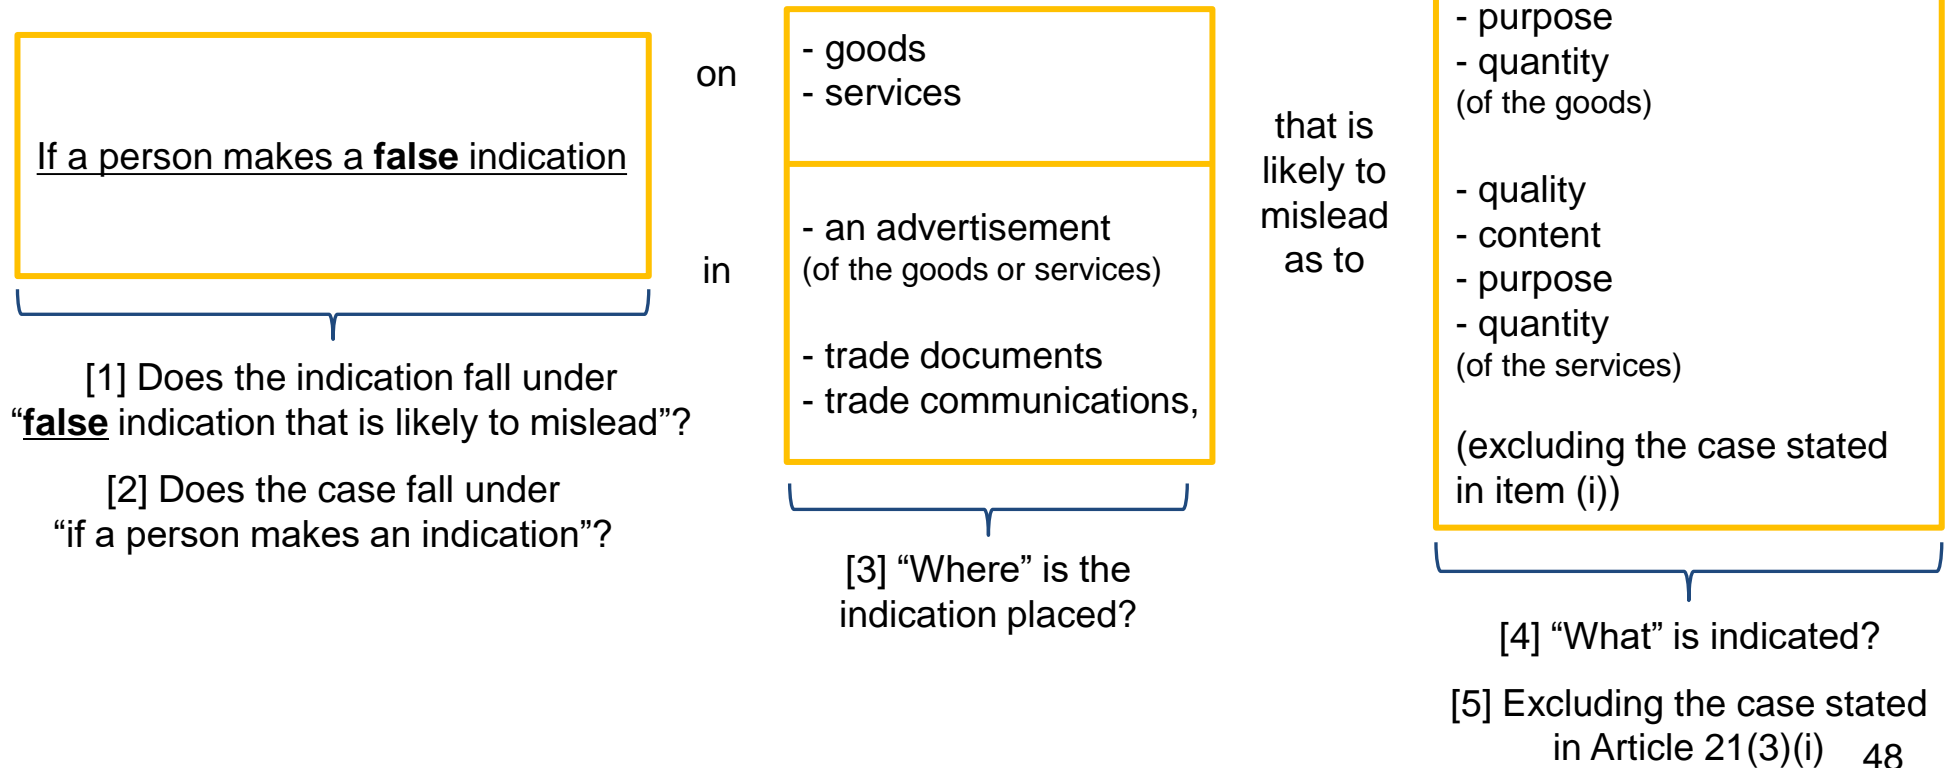 If a person makes a false indication
on
in
- goods
- services
- an advertisement
(of the goods or services)
- trade documents
- trade communications,
that is
likely to
mislead
as to
- purpose
- quantity
(of the goods)
- quality
- content
- purpose
- quantity
(of the services)
(excluding the case stated
in item (i))
[1] Does the indication fall under
“false indication that is likely to mislead”?
[2] Does the case fall under
“if a person makes an indication”?
[3] “Where” is the
indication placed?
[4] “What” is indicated?
[5] Excluding the case stated
in Article 21(3)(i)
48